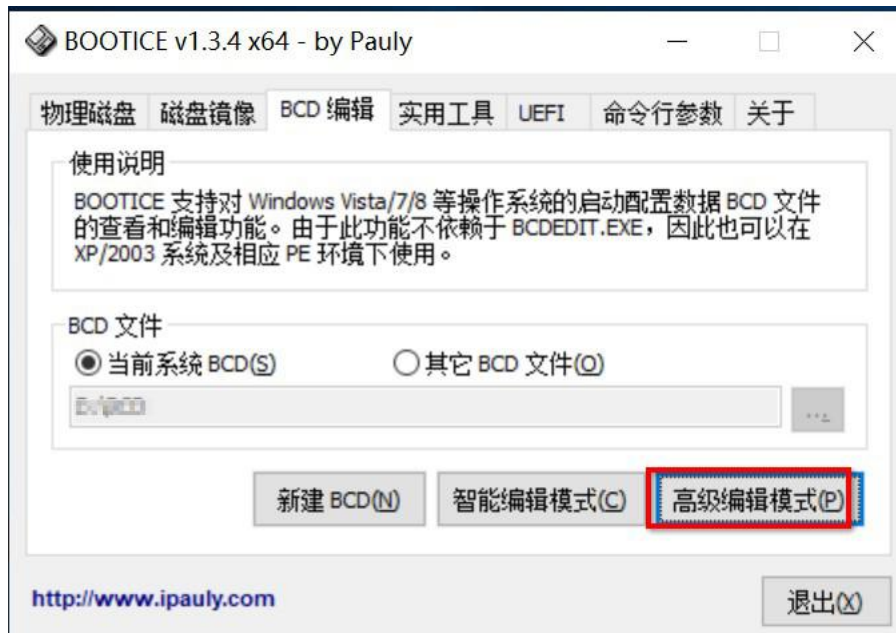 BOOTICE v1.3.4 x64 - by Pauly
物理磁盘 磁盘镜像 BCD 编辑 实用工具 UEFI 命令行参数 关于
使用说明
BOOTICE 支持对 Windows Vista/7/8 等操作系统的启动配置数据 BCD 文件
的查看和编辑功能。由于此功能不依赖于 BCDEDIT.EXE，因此也可以在
XP/2003 系统及相应 PE 环境下使用。
BCD 文件
当前系统 BCD(S) 其它 BCD 文件(O)
...
新建 BCD(N) 智能编辑模式(C) 高级编辑模式(P)
http://www.ipauly.com
退出(X)